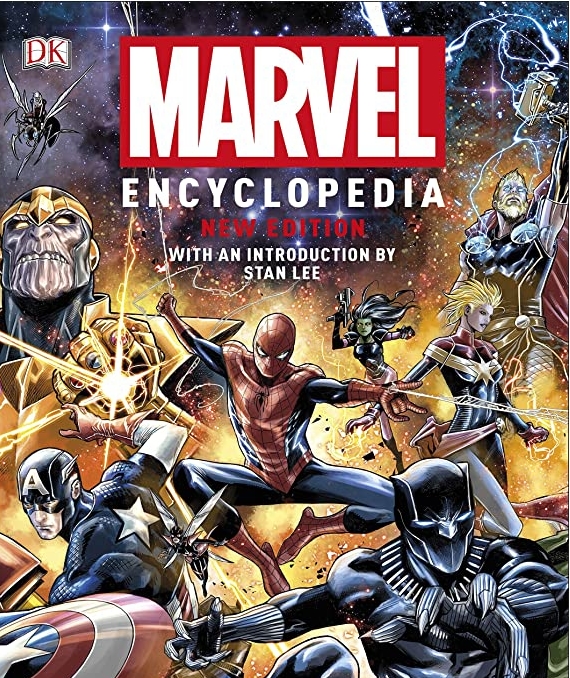 DK
MARVEL
ENCYCLOPEDIA
NEW EDITION
WITH AN INTRODUCTION BY
STAN LEE
A